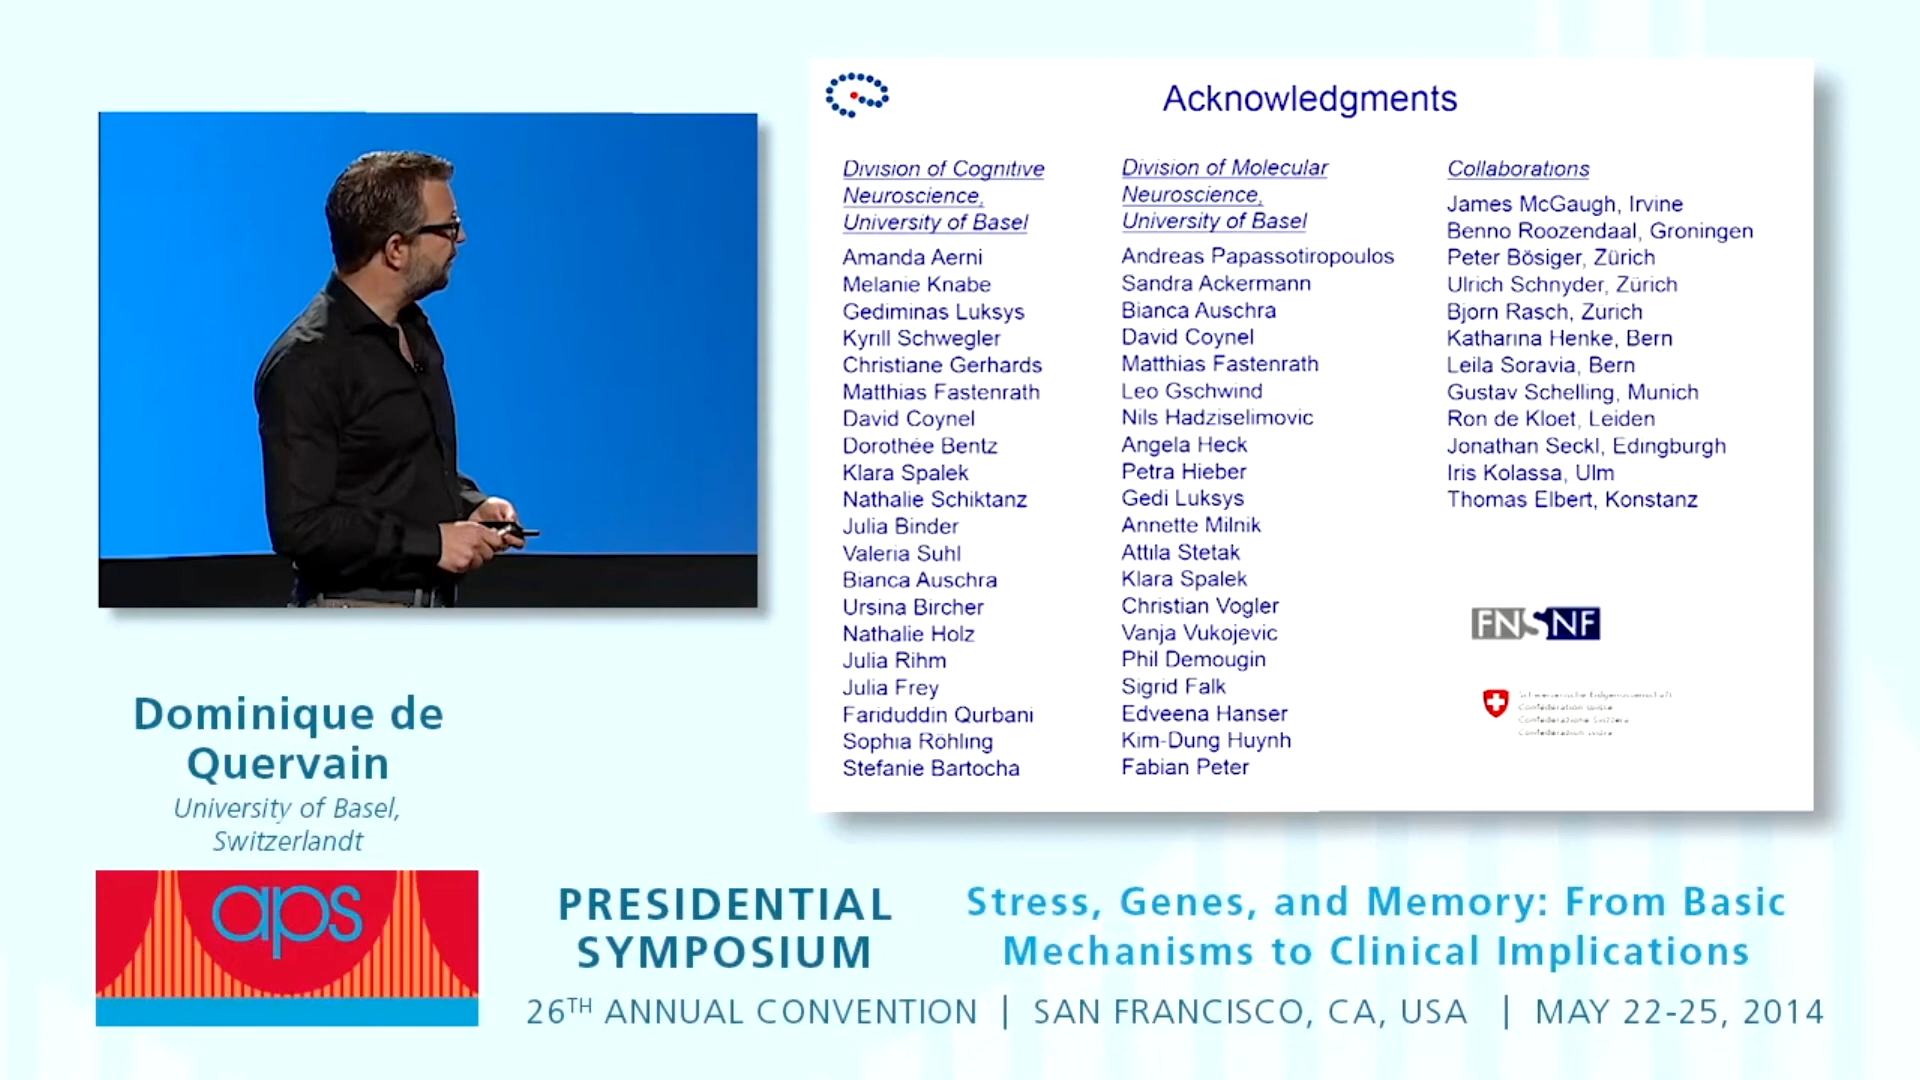 Acknowledgments
Division of Cognitive
Neuroscience,
University of Basel
Amanda Aerni
Melanie Knabe
Gediminas Luksys
Kyrill Schwegler
Christiane Gerhards
Matthias Fastenrath
David Coynel
Dorothée Bentz
Klara Spalek
Nathalie Schiktanz
Julia Binder
Valeria Suhl
Bianca Auschra
Ursina Bircher
Nathalie Holz
Julia Rihm
Julia Frey
Fariduddin Qurbani
Sophia Röhling
Stefanie Bartocha
Division of Molecular
Neuroscience,
University of Basel
Andreas Papassotiropoulos
Sandra Ackermann
Bianca Auschra
David Coynel
Matthias Fastenrath
Leo Gschwind
Nils Hadziselimovic
Angela Heck
Petra Hieber
Gedi Luksys
Annette Milnik
Attila Stetak
Klara Spalek
Christian Vogler
Vanja Vukojevic
Phil Demougin
Sigrid Falk
Edveena Hanser
Kim-Dung Huynh
Fabian Peter
Collaborations
James McGaugh, Irvine
Benno Roozendaal, Groningen
Peter Bösiger, Zürich
Ulrich Schnyder, Zürich
Bjorn Rasch, Zurich
Katharina Henke, Bern
Leila Soravia, Bern
Gustav Schelling, Munich
Ron de Kloet, Leiden
Jonathan Seckl, Edingburgh
Iris Kolassa, Ulm
Thomas Elbert, Konstanz
FNSNF
Schweizerische Eidgenossenschaft
Confédération suisse
Confederazione Svizzera
Confederaziun svizra
Dominique de
Quervain
University of Basel,
Switzerlandt
aps
PRESIDENTIAL
SYMPOSIUM
Stress, Genes, and Memory: From Basic
Mechanisms to Clinical Implications
26TH ANNUAL CONVENTION | SAN FRANCISCO, CA, USA | MAY 22-25, 2014